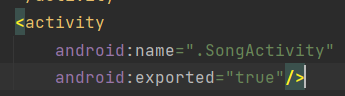 <activity
android:name=".SongActivity"
android:exported="true"/>